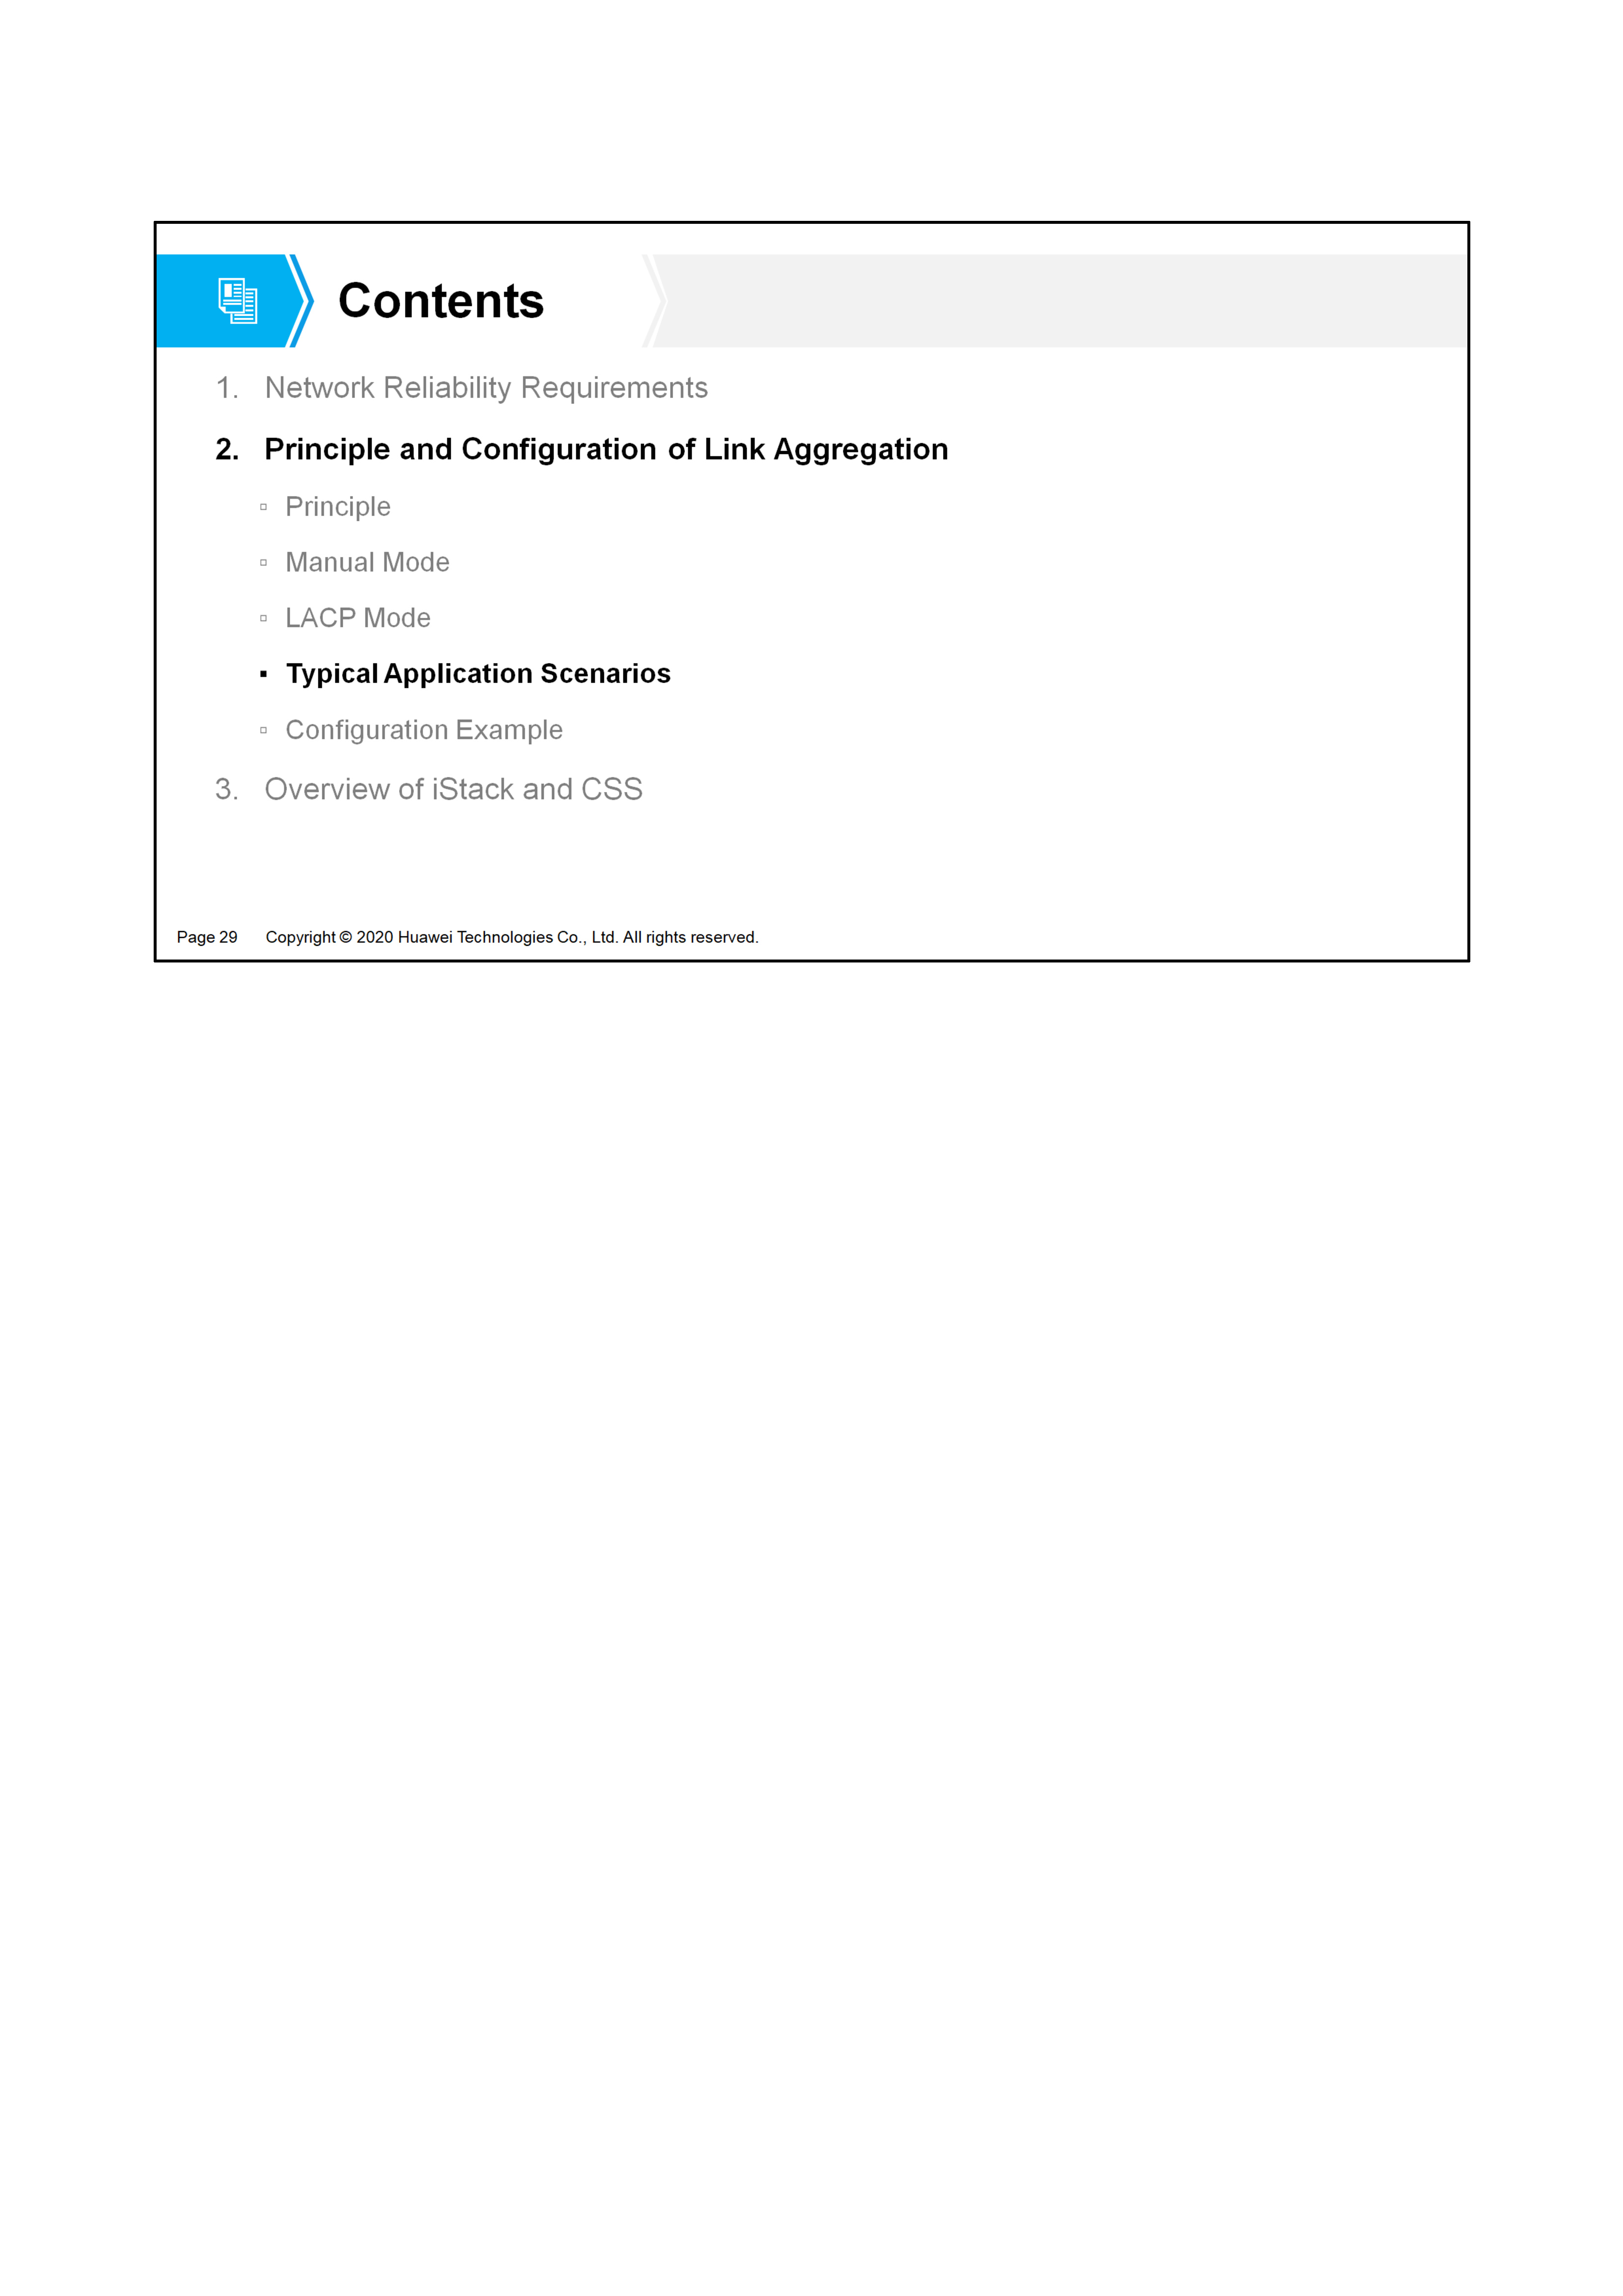 Contents
1. Network Reliability Requirements
2. Principle and Configuration of Link Aggregation
▫ Principle
▫ Manual Mode
▫ LACP Mode
▪ Typical Application Scenarios
▫ Configuration Example
3. Overview of iStack and CSS
Page 29 Copyright © 2020 Huawei Technologies Co., Ltd. All rights reserved.